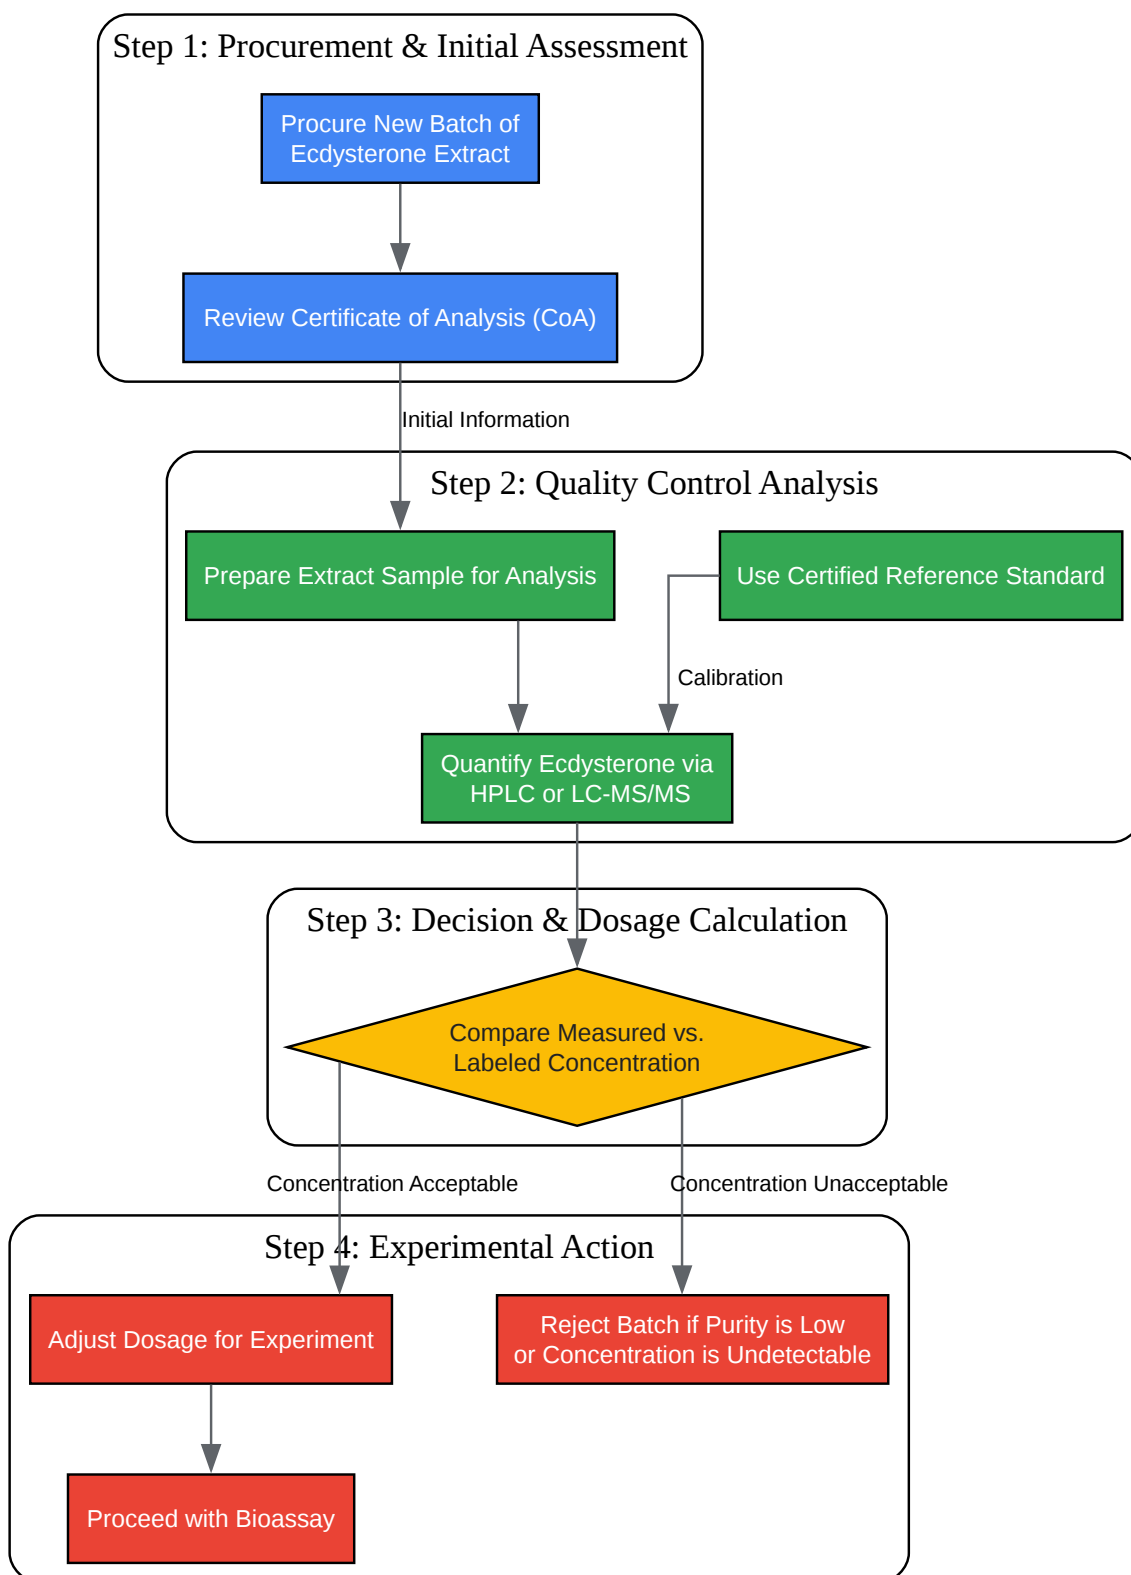 Step 1: Procurement & Initial Assessment
Procure New Batch of
Ecdysterone Extract
Review Certificate of Analysis (CoA)
Initial Information
Step 2: Quality Control Analysis
Prepare Extract Sample for Analysis
Use Certified Reference Standard
Calibration
Quantify Ecdysterone via
HPLC or LC-MS/MS
Step 3: Decision & Dosage Calculation
Compare Measured vs.
Labeled Concentration
Concentration Acceptable
Concentration Unacceptable
Step 4: Experimental Action
Adjust Dosage for Experiment
Reject Batch if Purity is Low
or Concentration is Undetectable
Proceed with Bioassay